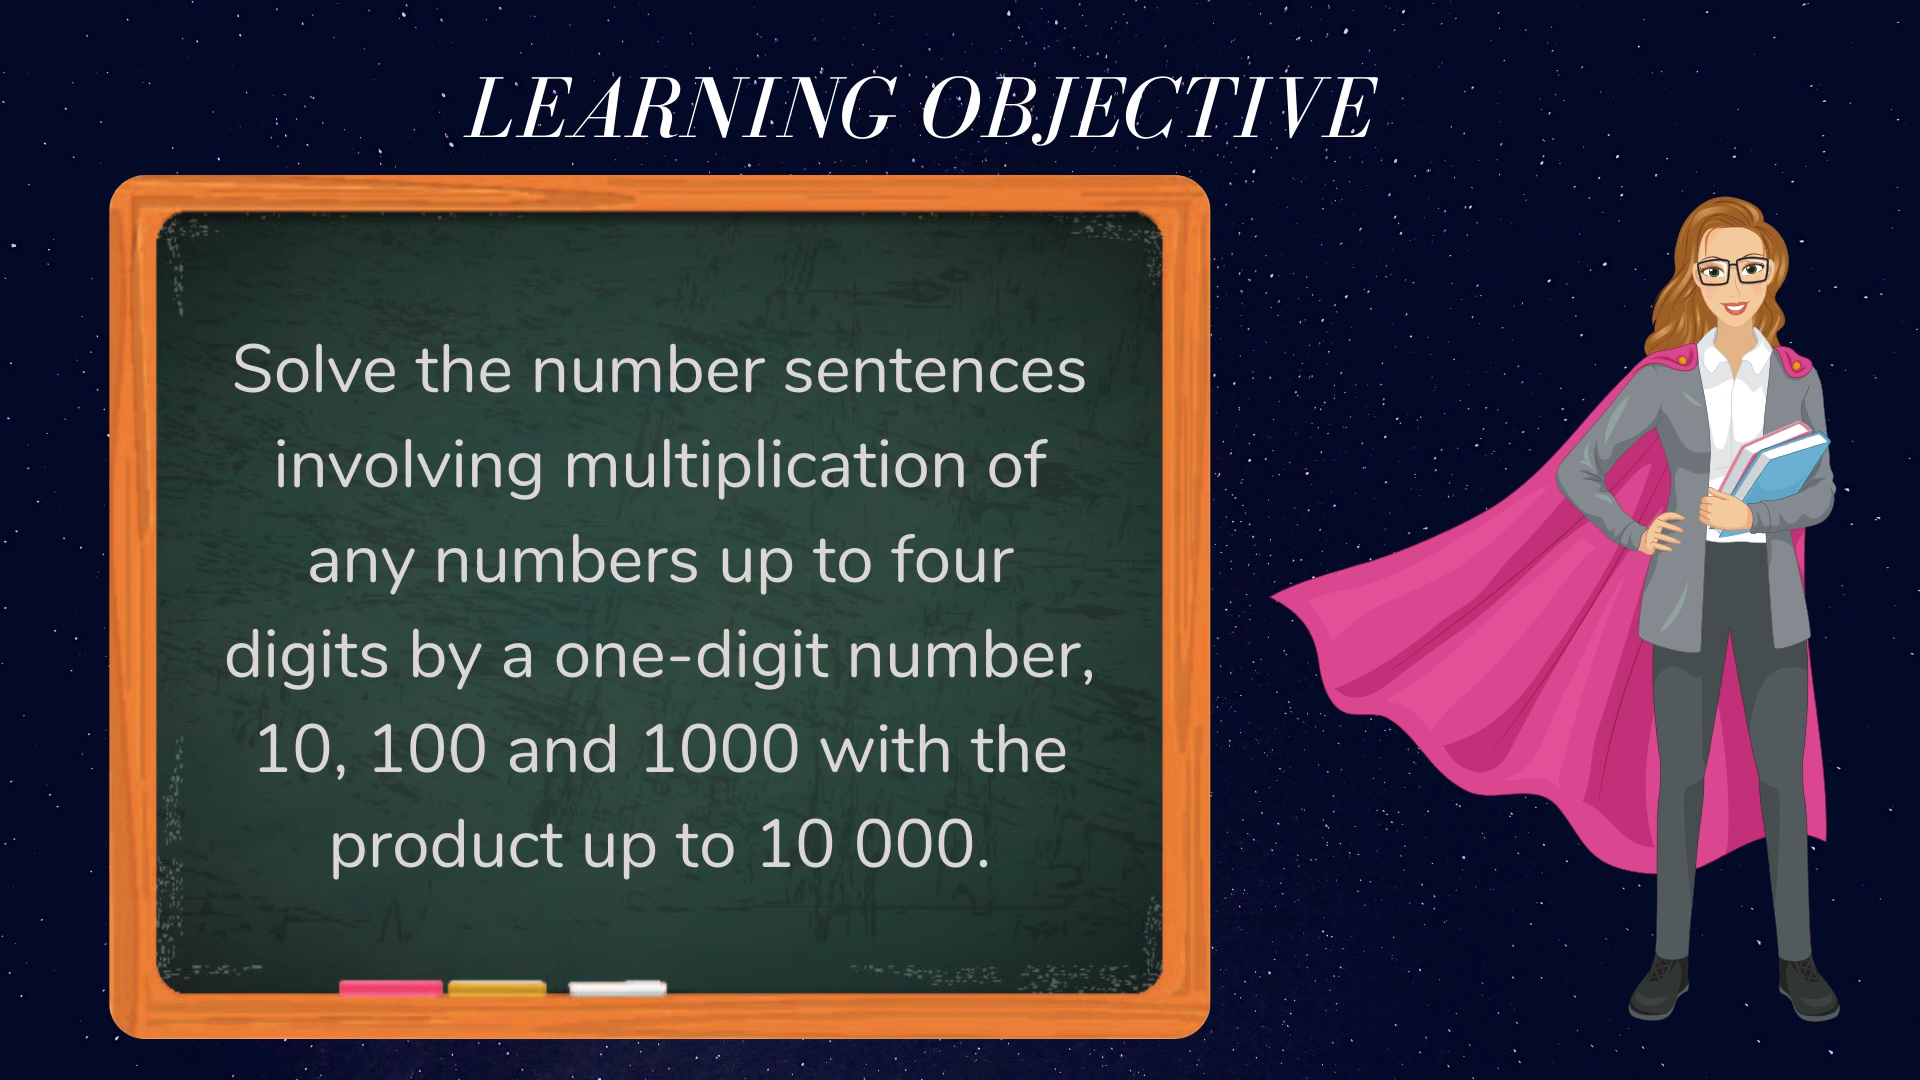 LEARNING OBJECTIVE
Solve the number sentences
involving multiplication of
any numbers up to four
digits by a one-digit number,
10, 100 and 1000 with the
product up to 10 000.